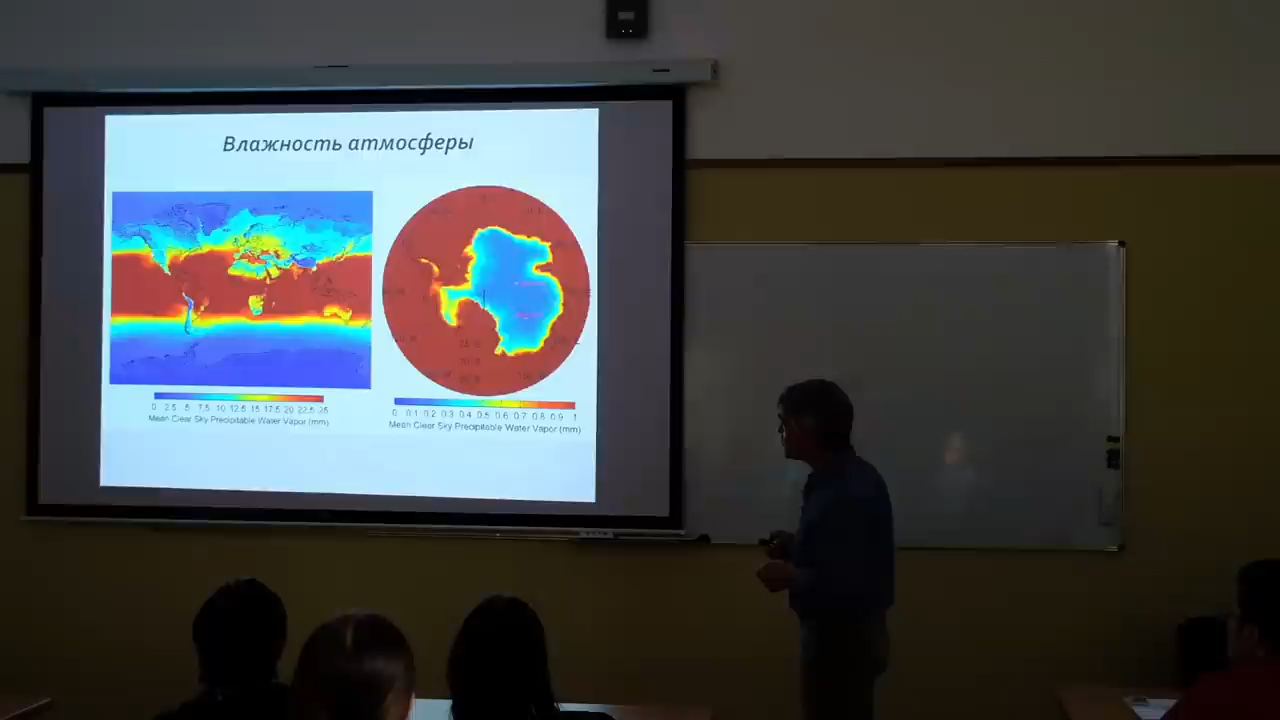 Влажность атмосферы
0 2.5 5 7.5 10 12.5 15 17.5 20 22.5 25
Mean Clear Sky Precipitable Water Vapor (mm)
0 0.1 0.2 0.3 0.4 0.5 0.6 0.7 0.8 0.9 1
Mean Clear Sky Precipitable Water Vapor (mm)